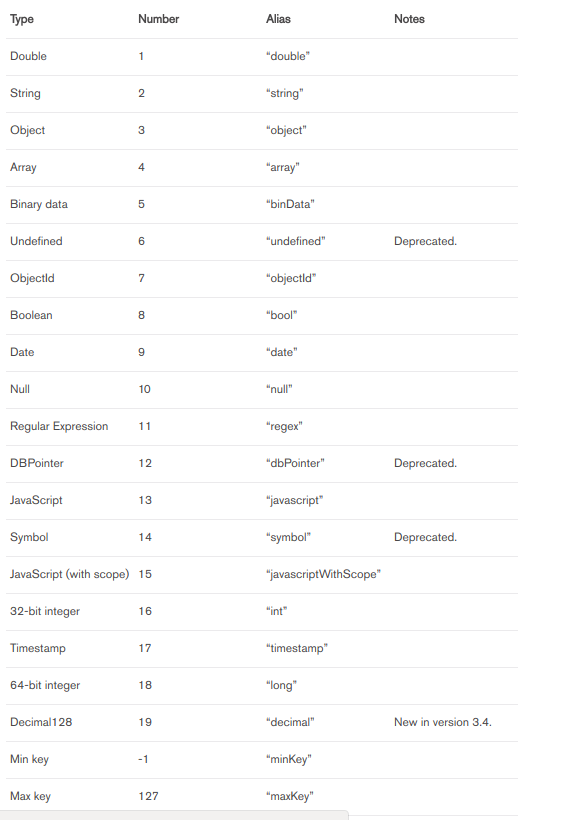 Type Number Alias Notes
Double 1 “double”
String 2 “string”
Object 3 “object”
Array 4 “array”
Binary data 5 “binData”
Undefined 6 “undefined” Deprecated.
ObjectId 7 “objectId”
Boolean 8 “bool”
Date 9 “date”
Null 10 “null”
Regular Expression 11 “regex”
DBPointer 12 “dbPointer” Deprecated.
JavaScript 13 “javascript”
Symbol 14 “symbol” Deprecated.
JavaScript (with scope) 15 “javascriptWithScope”
32-bit integer 16 “int”
Timestamp 17 “timestamp”
64-bit integer 18 “long”
Decimal128 19 “decimal” New in version 3.4.
Min key -1 “minKey”
Max key 127 “maxKey”